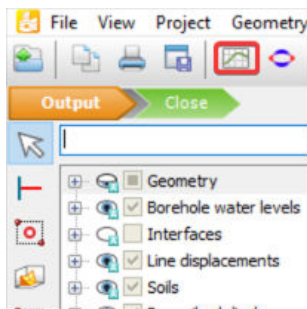 File View Project Geometry
Output Close
Geometry
Borehole water levels
Interfaces
Line displacements
Soils